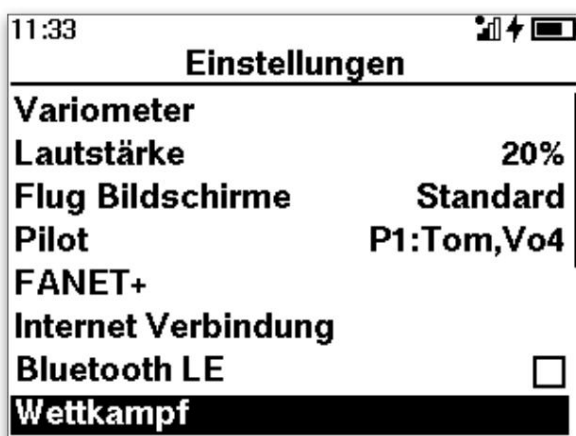 11:33
Einstellungen
Variometer
Lautstärke 20%
Flug Bildschirme Standard
Pilot P1:Tom,Vo4
FANET+
Internet Verbindung
Bluetooth LE
Wettkampf